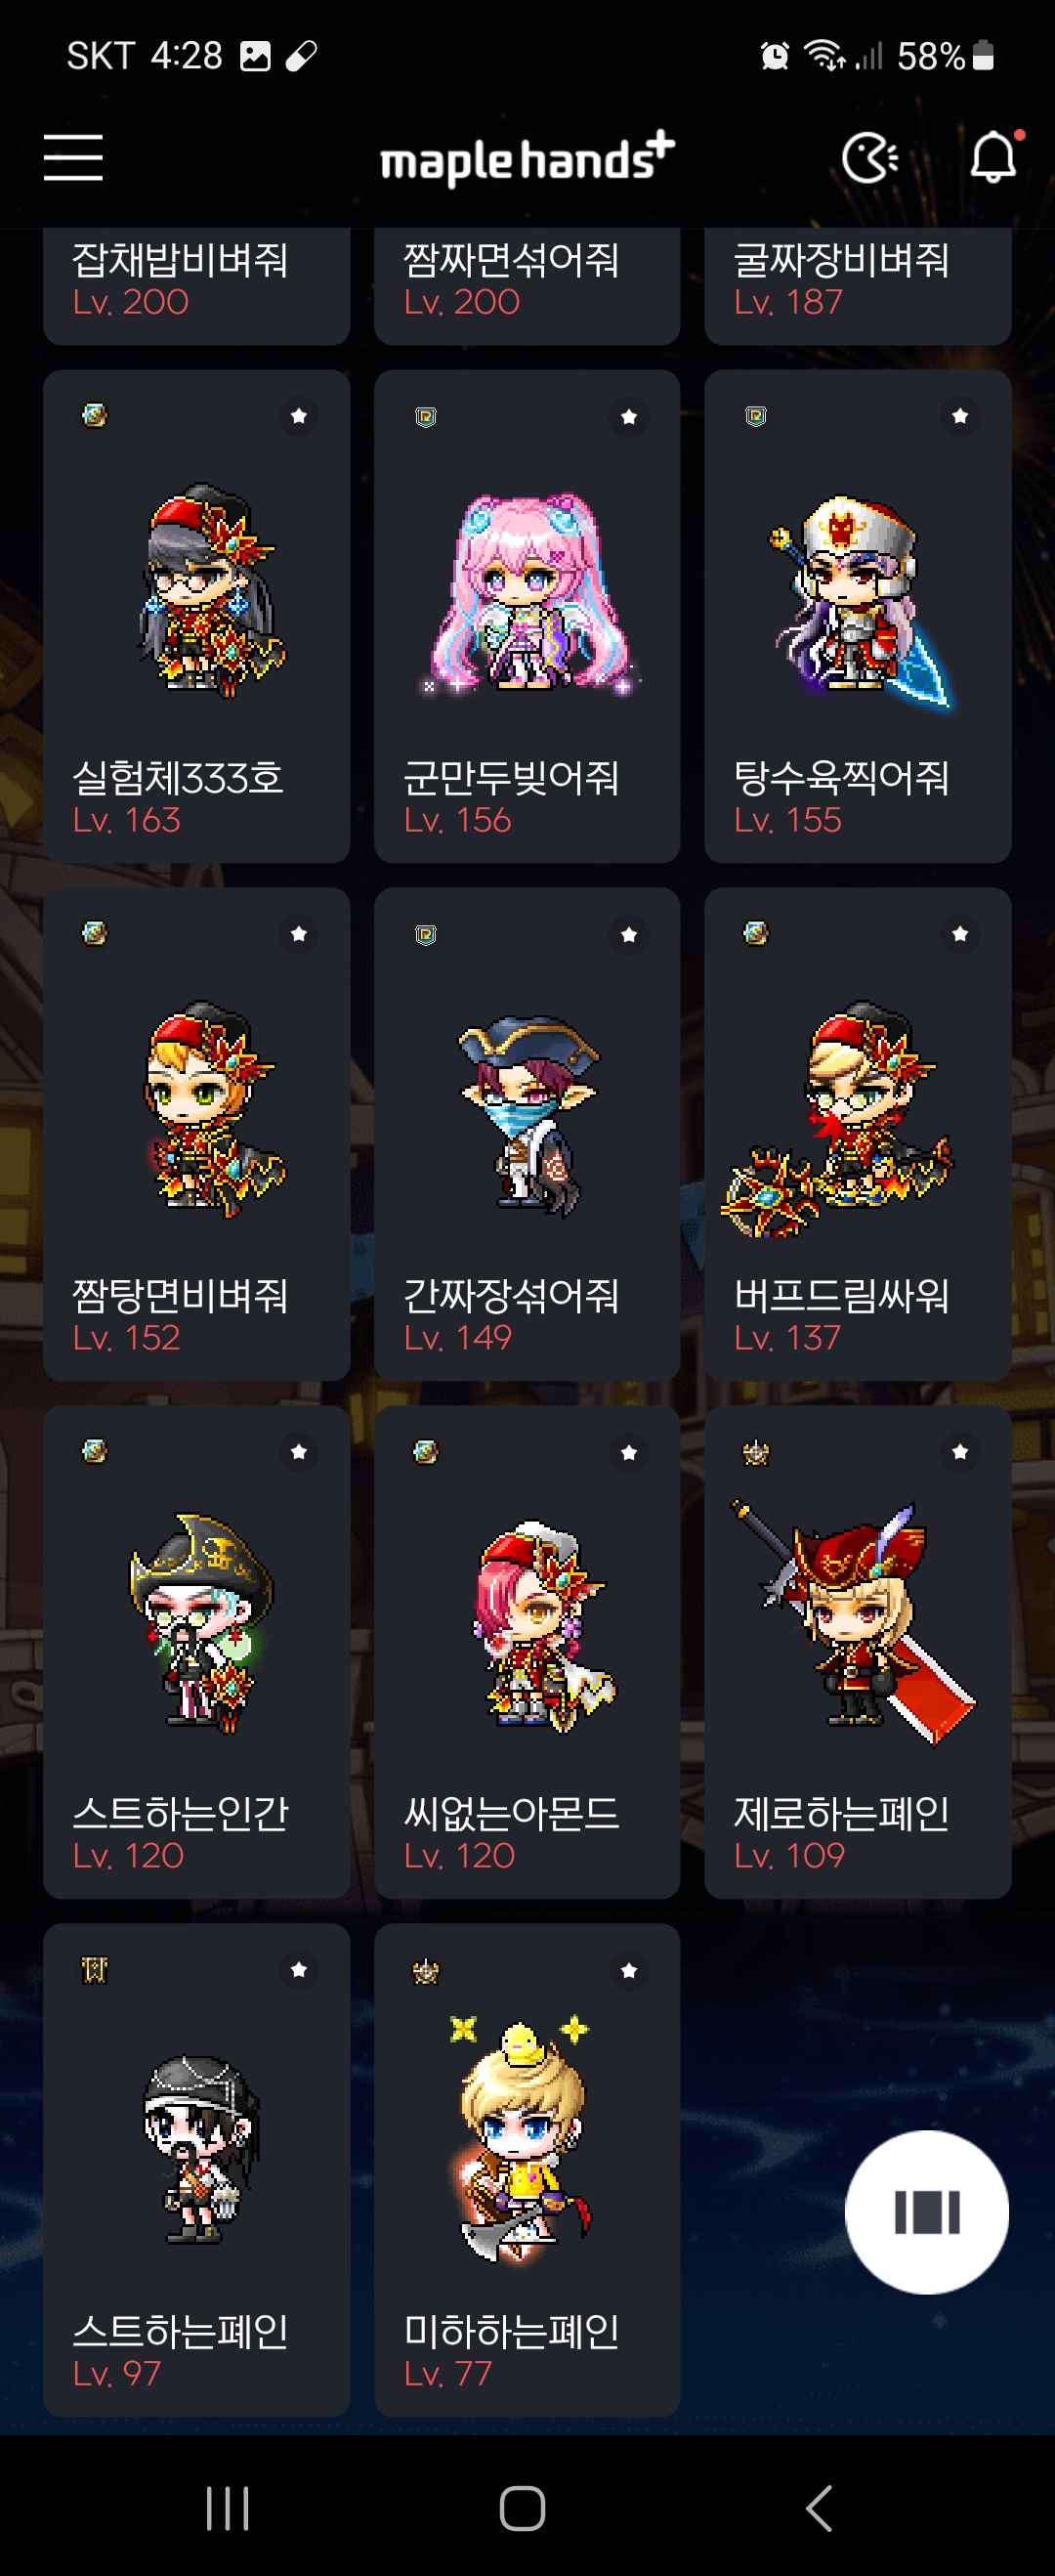 SKT 4:28 58%
maple hands+
잡채밥비벼줘 짬짜면섞어줘 굴짜장비벼줘
Lv. 200 Lv. 200 Lv. 187
실험체333호 군만두빚어줘 탕수육찍어줘
Lv. 163 Lv. 156 Lv. 155
짬탕면비벼줘 간짜장섞어줘 버프드림싸워
Lv. 152 Lv. 149 Lv. 137
스트하는인간 씨없는아몬드 제로하는폐인
Lv. 120 Lv. 120 Lv. 109
스트하는폐인 미하하는폐인
Lv. 97 Lv. 77